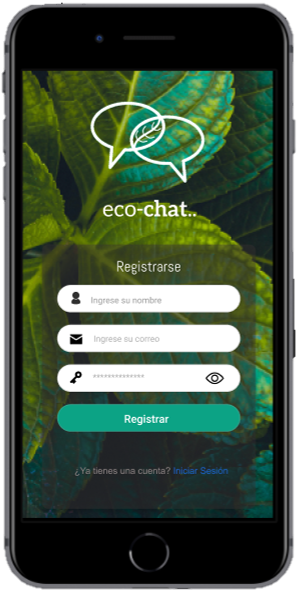 eco-chat..
Registrarse
Ingrese su nombre
Ingrese su correo
**************
Registrar
¿Ya tienes una cuenta? Iniciar Sesión